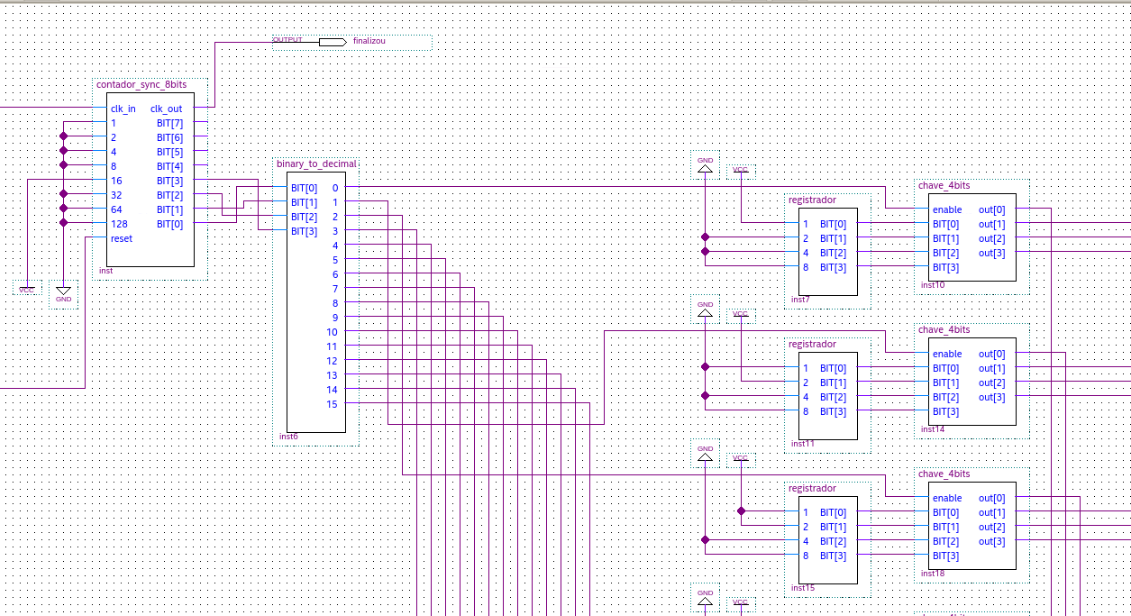 OUTPUT finalizou
contador_sync_8bits
clk_in clk_out
1 BIT[7]
2 BIT[6]
4 BIT[5]
8 BIT[4]
16 BIT[3]
32 BIT[2]
64 BIT[1]
128 BIT[0]
reset
inst
VCC
GND
binary_to_decimal
BIT[0] 0
BIT[1] 1
BIT[2] 2
BIT[3] 3
4
5
6
7
8
9
10
11
12
13
14
15
inst6
GND
VCC
registrador
1 BIT[0]
2 BIT[1]
4 BIT[2]
8 BIT[3]
inst7
chave_4bits
enable out[0]
BIT[0] out[1]
BIT[1] out[2]
BIT[2] out[3]
BIT[3]
inst10
GND
VCC
registrador
1 BIT[0]
2 BIT[1]
4 BIT[2]
8 BIT[3]
inst11
chave_4bits
enable out[0]
BIT[0] out[1]
BIT[1] out[2]
BIT[2] out[3]
BIT[3]
inst14
GND
VCC
registrador
1 BIT[0]
2 BIT[1]
4 BIT[2]
8 BIT[3]
inst15
chave_4bits
enable out[0]
BIT[0] out[1]
BIT[1] out[2]
BIT[2] out[3]
BIT[3]
inst18
GND
VCC